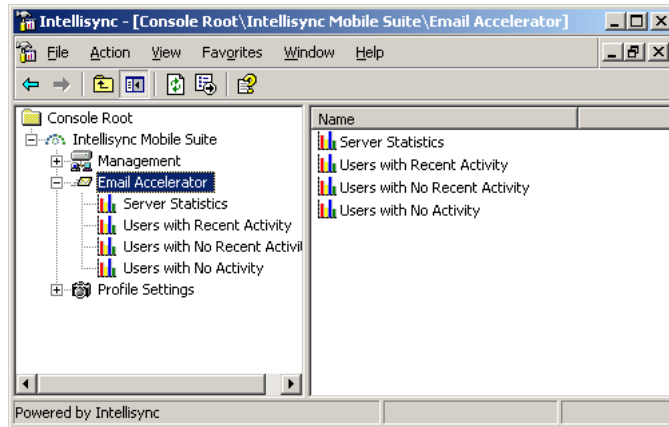 Intellisync - [Console Root\Intellisync Mobile Suite\Email Accelerator]
File Action View Favorites Window Help
Console Root
Intellisync Mobile Suite
Management
Email Accelerator
Server Statistics
Users with Recent Activity
Users with No Recent Activi
Users with No Activity
Profile Settings
Name
Server Statistics
Users with Recent Activity
Users with No Recent Activity
Users with No Activity
Powered by Intellisync